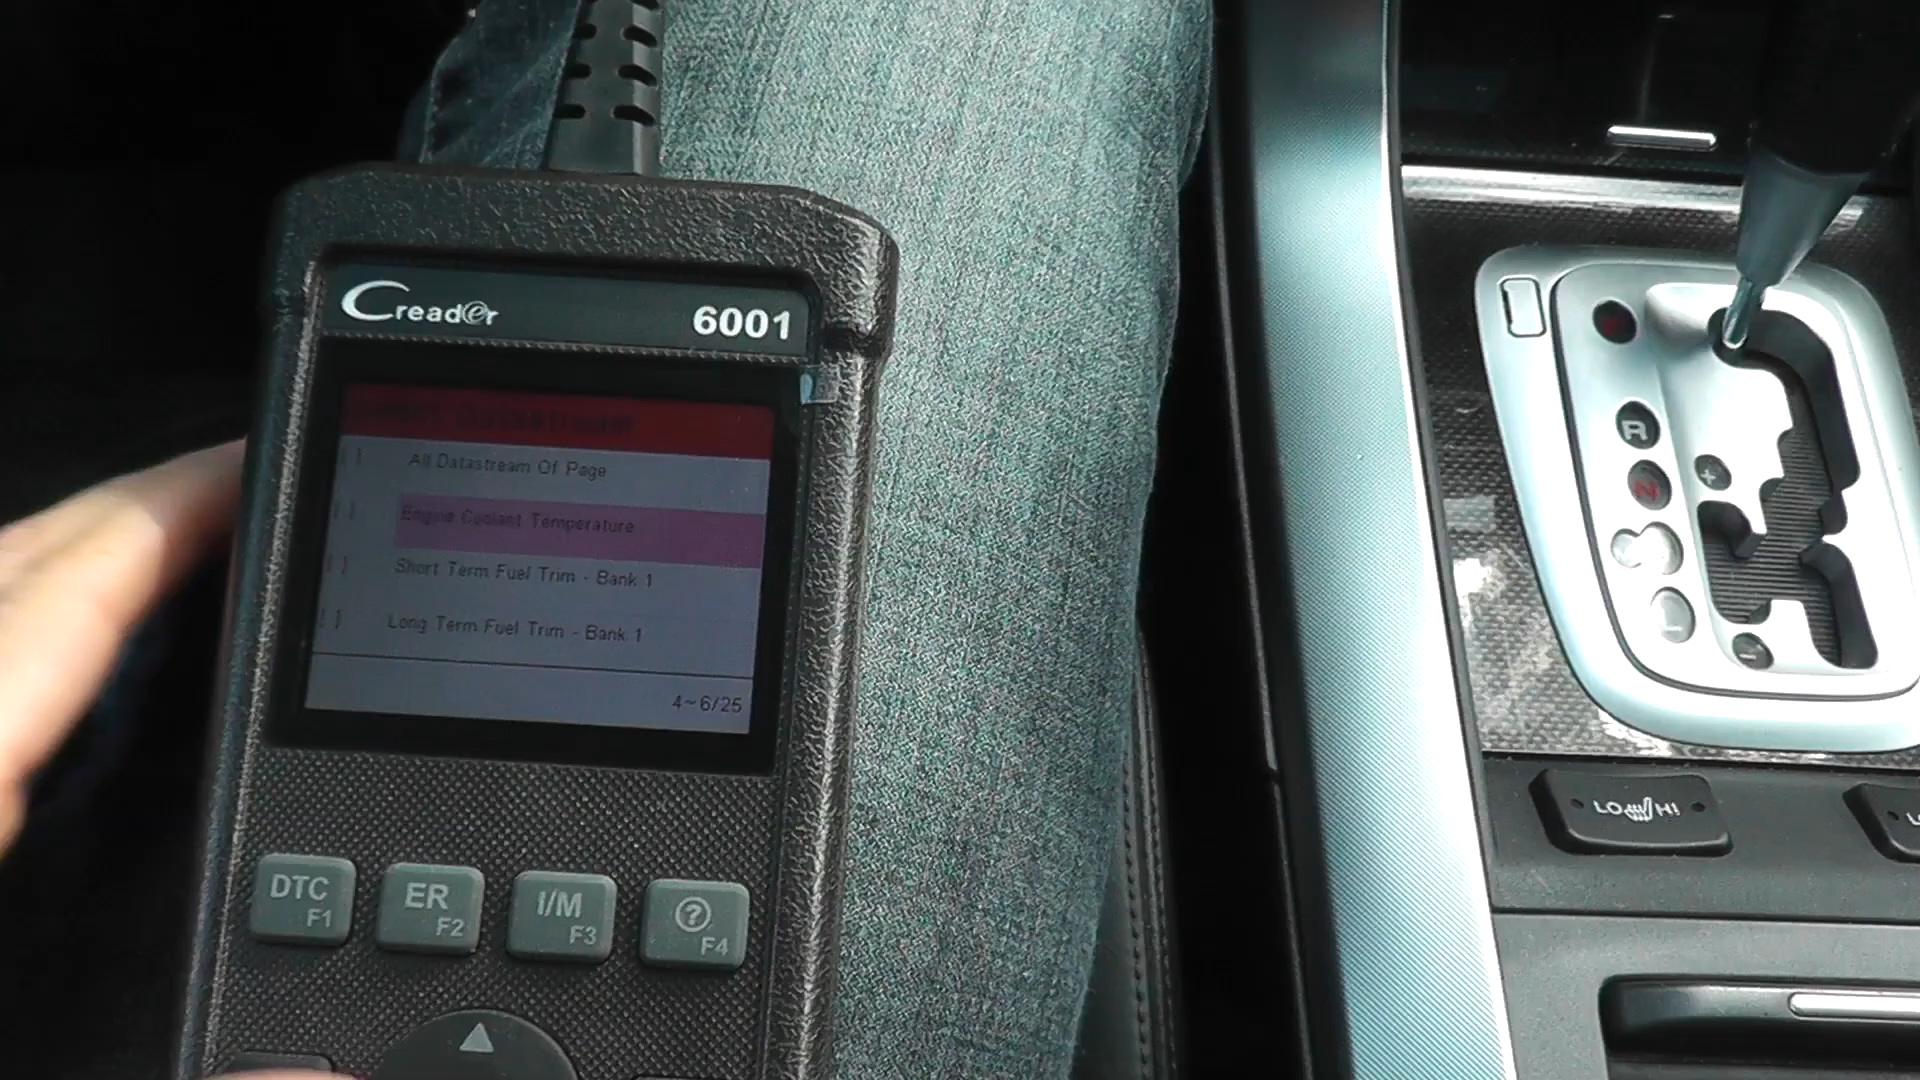 Creader
6001
Datastream
[ ] All Datastream Of Page
[ ] Engine Coolant Temperature
[ ] Short Term Fuel Trim - Bank 1
[ ] Long Term Fuel Trim - Bank 1
4~6/25
DTC
F1
ER
F2
I/M
F3
?
F4
R
N
L
+
-
LO HI